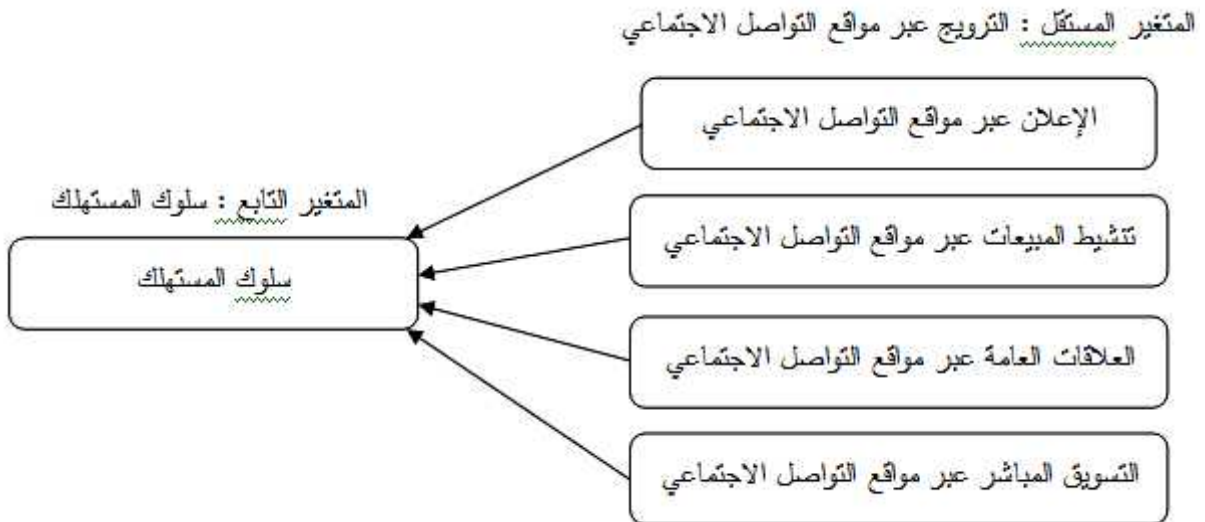 المتغير المستقل : الترويج عبر مواقع التواصل الاجتماعي
الإعلان عبر مواقع التواصل الاجتماعي
تتشيط المبيعات عبر مواقع التواصل الاجتماعي
العلاقات العامة عبر مواقع التواصل الاجتماعي
التسويق المباشر عبر مواقع التواصل الاجتماعي
المتغير التابع : سلوك المستهلك
سلوك المستهلك